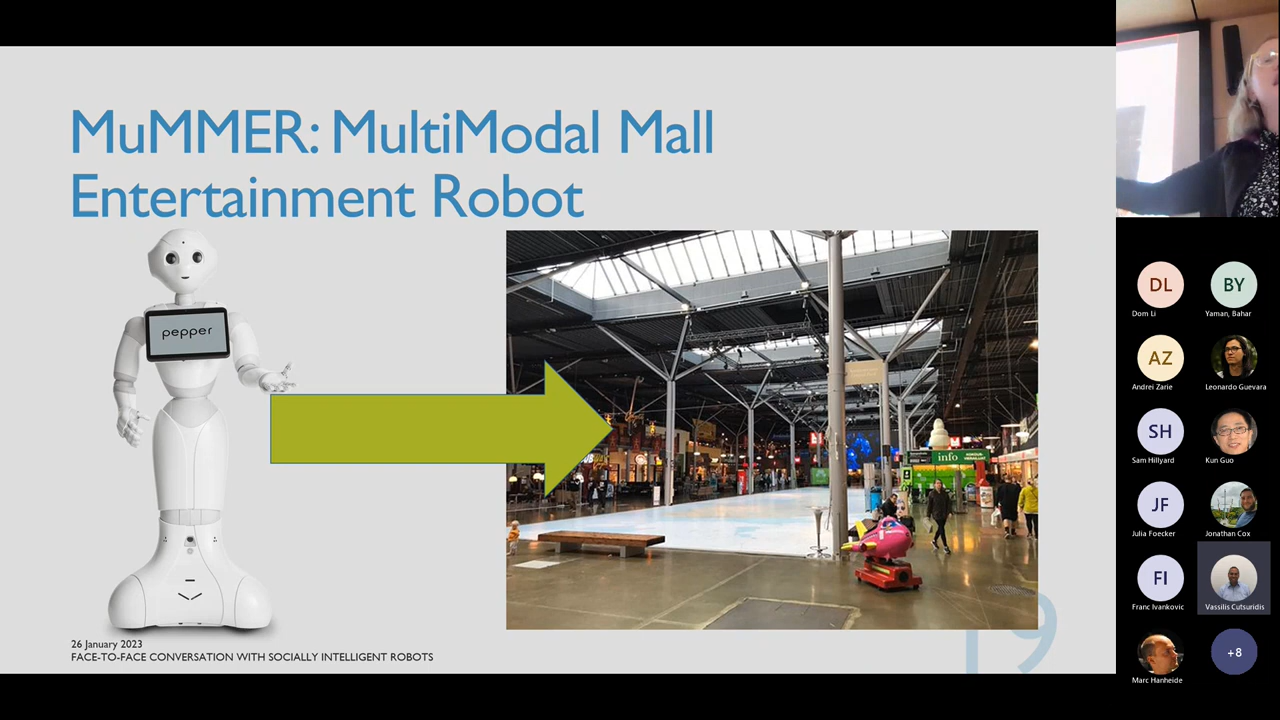 MuMMER: MultiModal Mall
Entertainment Robot
pepper
info
26 January 2023
FACE-TO-FACE CONVERSATION WITH SOCIALLY INTELLIGENT ROBOTS
19
DL
Dom Li
BY
Yaman, Bahar
AZ
Andrei Zarie
Leonardo Guevara
SH
Sam Hillyard
Kun Guo
JF
Julia Foecker
Jonathan Cox
FI
Franc Ivankovic
Vassilis Cutsuridis
Marc Hanheide
+8